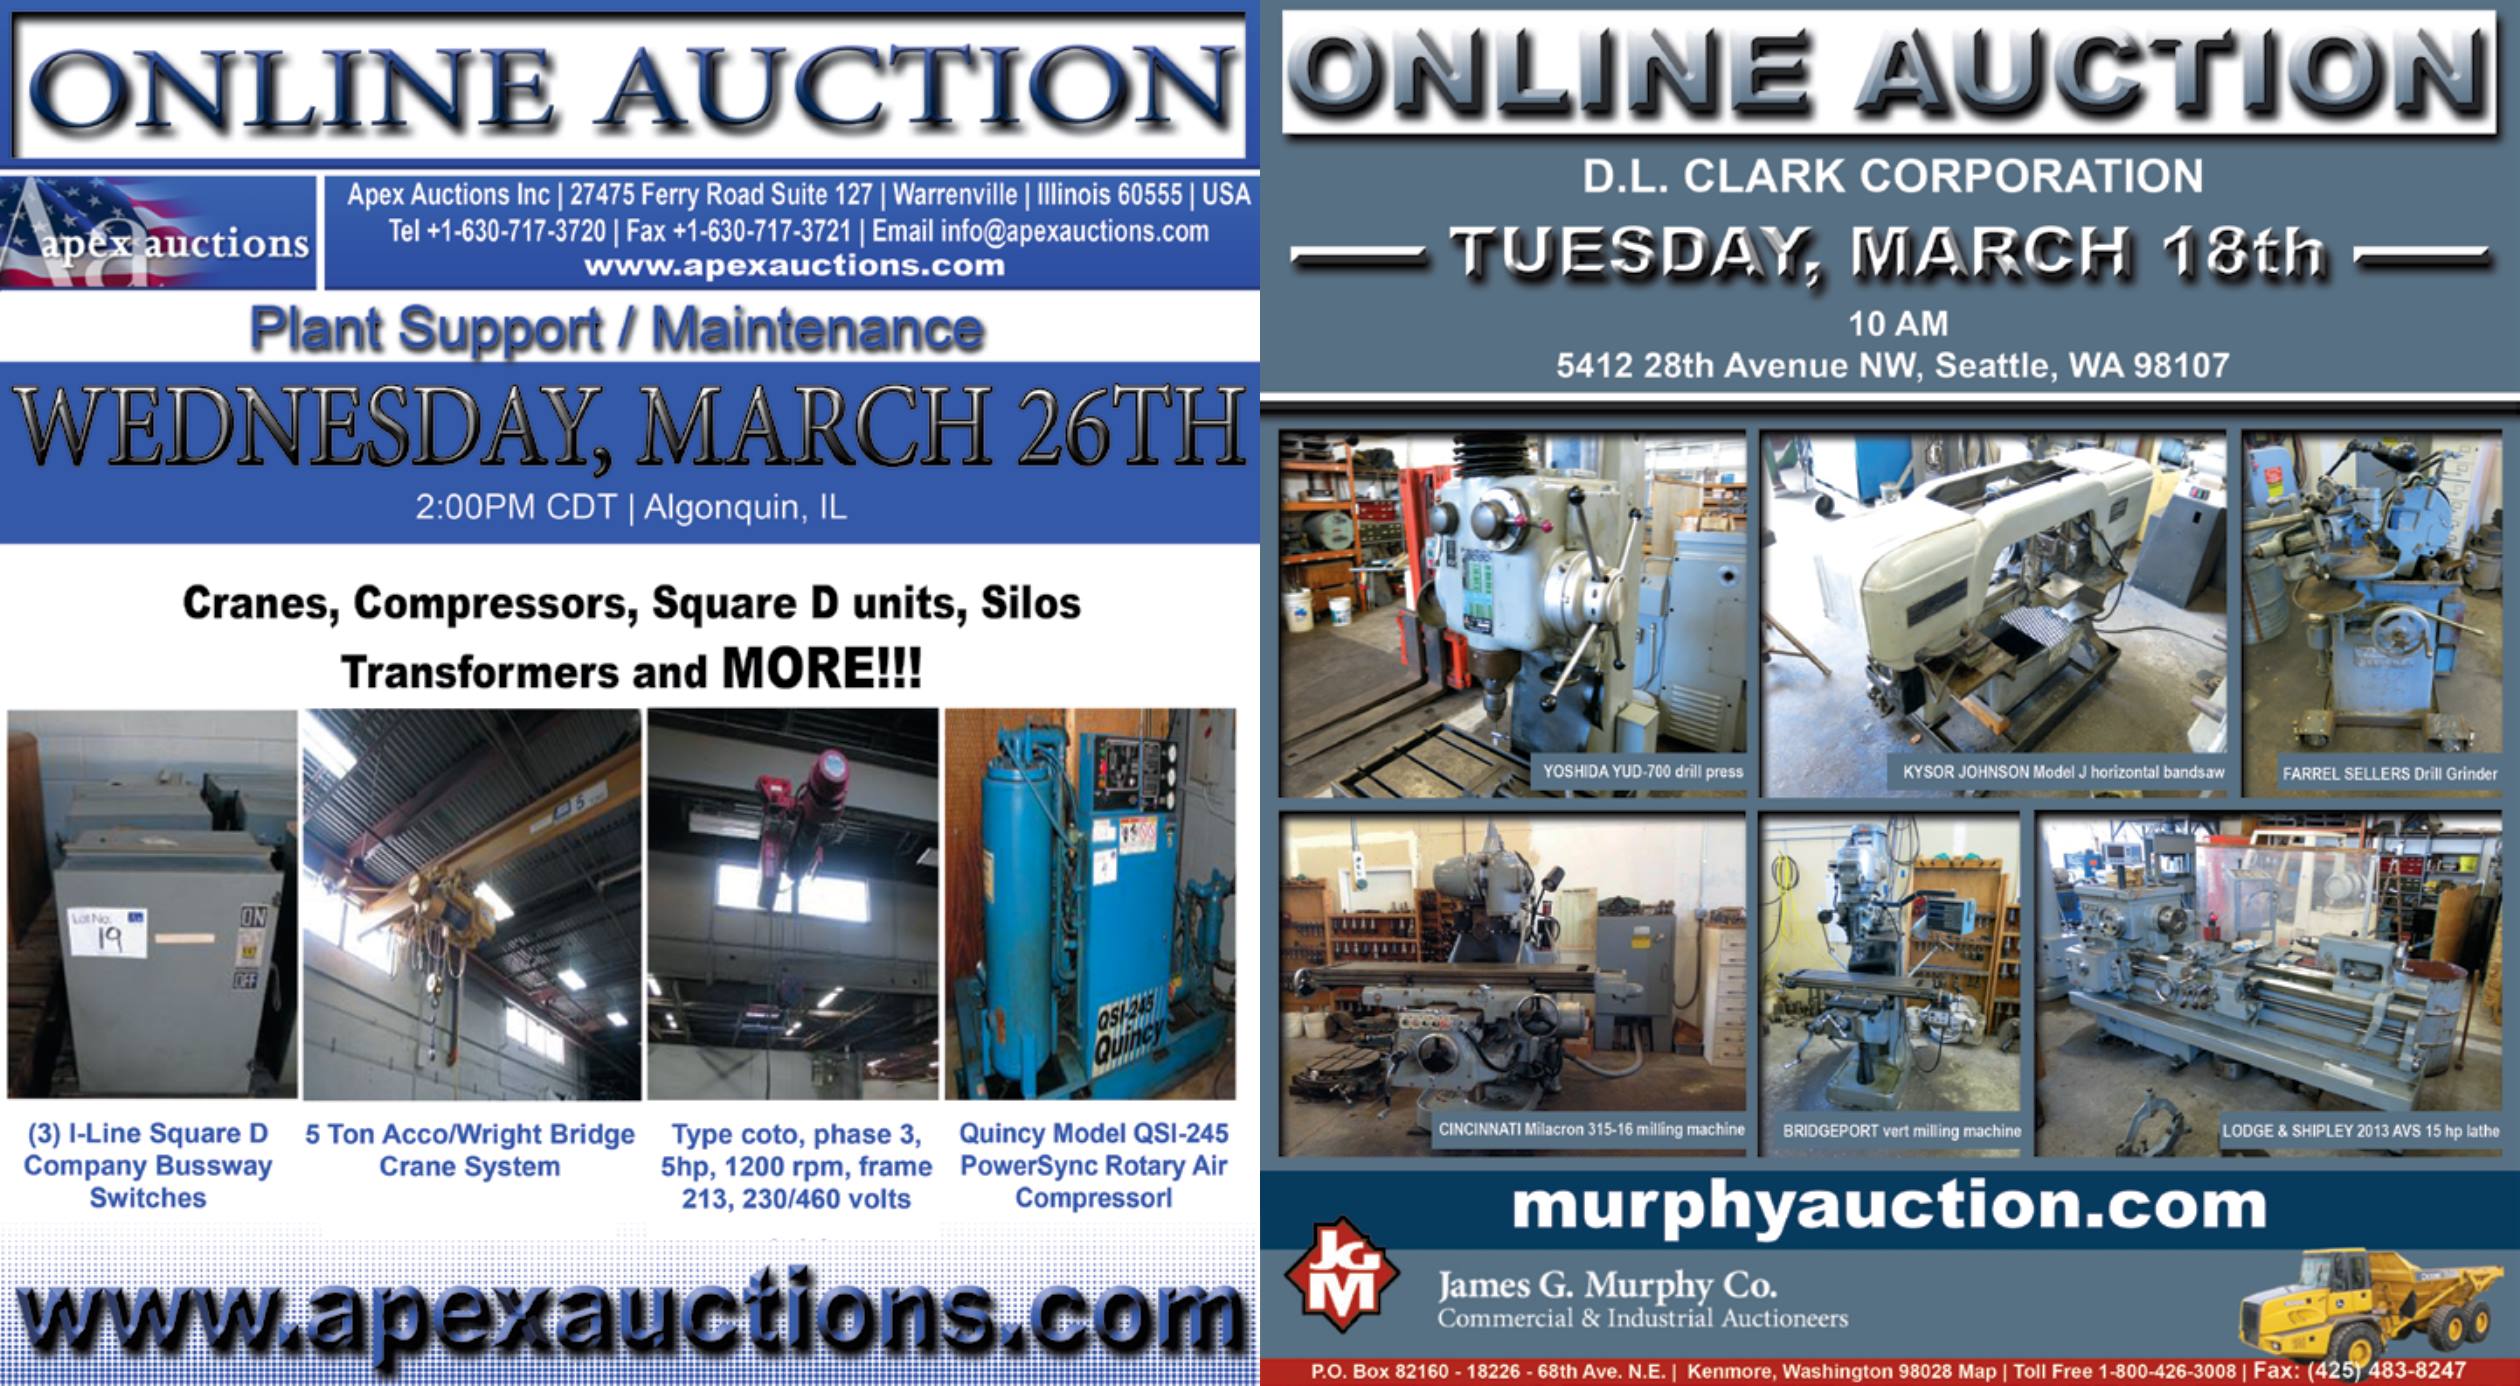 ONLINE AUCTION
apex auctions
Apex Auctions Inc | 27475 Ferry Road Suite 127 | Warrenville | Illinois 60555 | USA
Tel +1-630-717-3720 | Fax +1-630-717-3721 | Email info@apexauctions.com
www.apexauctions.com
Plant Support / Maintenance
WEDNESDAY, MARCH 26TH
2:00PM CDT | Algonquin, IL
Cranes, Compressors, Square D units, Silos
Transformers and MORE!!!
Lot No.
19
ON
OFF
5
QSI-245
Quincy
(3) I-Line Square D
Company Bussway
Switches
5 Ton Acco/Wright Bridge
Crane System
Type coto, phase 3,
5hp, 1200 rpm, frame
213, 230/460 volts
Quincy Model QSI-245
PowerSync Rotary Air
Compressorl
www.apexauctions.com
ONLINE AUCTION
D.L. CLARK CORPORATION
TUESDAY, MARCH 18th
10 AM
5412 28th Avenue NW, Seattle, WA 98107
YOSHIDA YUD-700 drill press
KYSOR JOHNSON Model J horizontal bandsaw
FARREL SELLERS Drill Grinder
CINCINNATI Milacron 315-16 milling machine
BRIDGEPORT vert milling machine
LODGE & SHIPLEY 2013 AVS 15 hp lathe
murphyauction.com
JGM
James G. Murphy Co.
Commercial & Industrial Auctioneers
P.O. Box 82160 - 18226 - 68th Ave. N.E. | Kenmore, Washington 98028 Map | Toll Free 1-800-426-3008 | Fax: (425) 483-8247